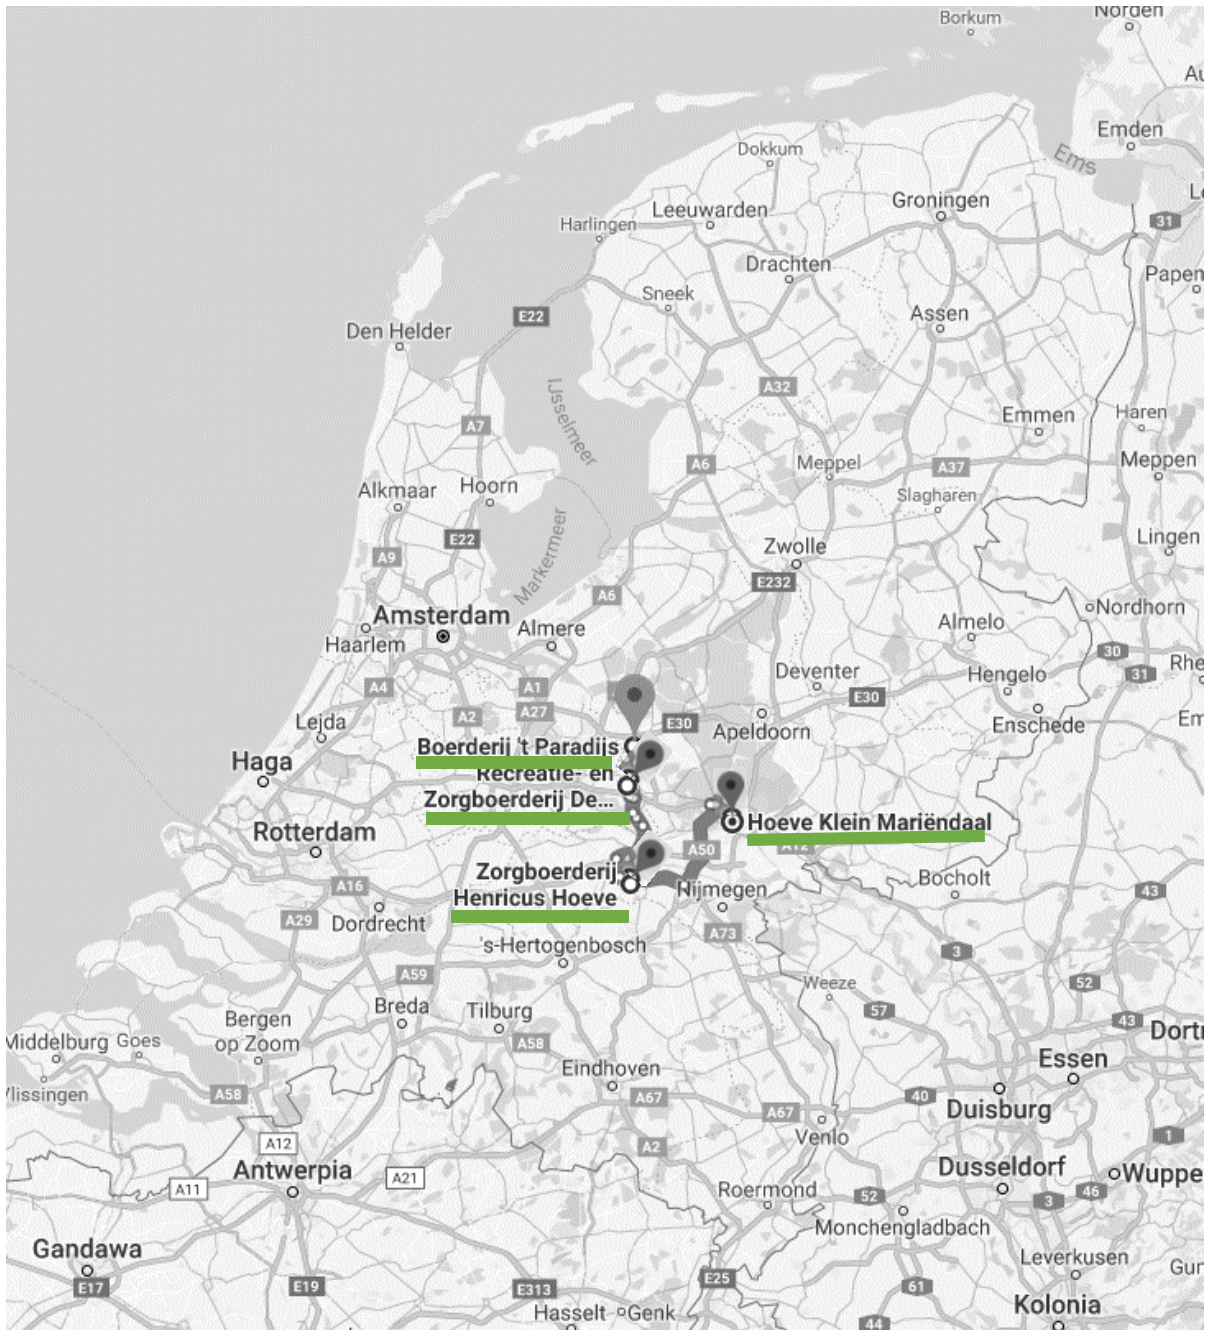 Borkum
Norden
Dokkum
Emden
Ems
Groningen
Leeuwarden
Harlingen
31
Drachten
Papen
Sneek
E22
Assen
Den Helder
IJsselmeer
A32
A7
Emmen
Haren
A6
Meppel
A37
Meppen
Alkmaar
Hoorn
Slagharen
E22
Markermeer
Lingen
A9
Zwolle
E232
A6
Nordhorn
Amsterdam
Almere
Almelo
Haarlem
30
Rhe
31
A4
A1
Deventer
Hengelo
E30
A2
A27
E30
Enschede
Em
Lejda
Apeldoorn
Boerderij 't Paradijs
Haga
Recreatie- en
Zorgboerderij De...
Hoeve Klein Mariëndaal
Rotterdam
A50
A12
Zorgboerderij
Henricus Hoeve
Nijmegen
Bocholt
A16
43
A29
Dordrecht
A73
's-Hertogenbosch
3
A59
Weeze
52
Breda
Tilburg
57
Bergen
op Zoom
43
Middelburg
Goes
A58
Dortr
Essen
Vlissingen
Eindhoven
A58
A67
A67
40
Duisburg
A12
A2
Venlo
1
Antwerpia
A21
Dusseldorf
Wuppe
A11
Roermond
52
3
46
Monchengladbach
Gandawa
Leverkusen
Gun
E17
E19
E313
E25
61
Hasselt
Genk
Kolonia
44